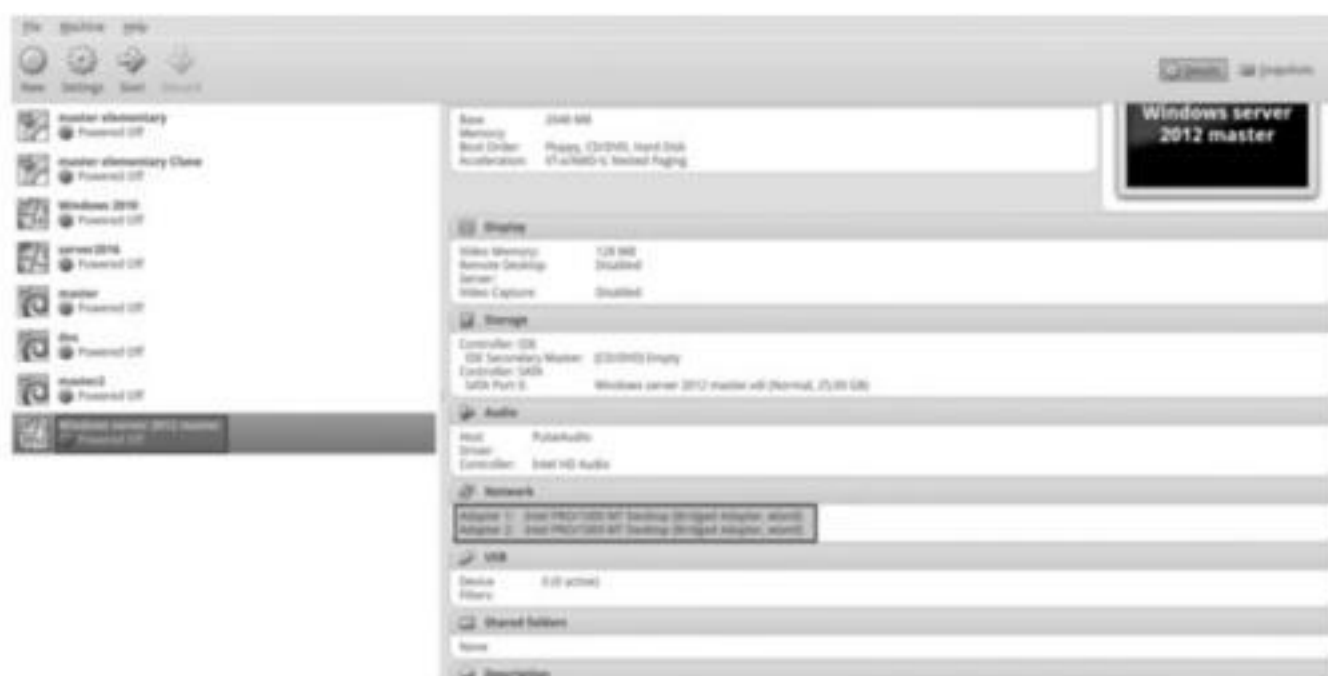 File Machine Help
New Settings Start Discard
Details Snapshots
master elementary
Powered Off
master elementary Clone
Powered Off
Windows 2016
Powered Off
server2016
Powered Off
master
Powered Off
Powered Off
master2
Powered Off
Windows server 2012 master
Powered Off
Base Memory: 2048 MB
Boot Order: Floppy, CD/DVD, Hard Disk
Acceleration: VT-x/AMD-V, Nested Paging
Windows server
2012 master
Display
Video Memory: 128 MB
Remote Desktop Server: Disabled
Video Capture: Disabled
Storage
Controller: IDE
IDE Secondary Master: [CD/DVD] Empty
Controller: SATA
SATA Port 0: Windows server 2012 master.vdi (Normal, 25,00 GB)
Audio
Host Driver: PulseAudio
Controller: Intel HD Audio
Network
Adapter 1: Intel PRO/1000 MT Desktop (Bridged Adapter,
Adapter 2: Intel PRO/1000 MT Desktop (Bridged Adapter,
USB
Device Filters: 0 (0 active)
Shared folders
None
Description